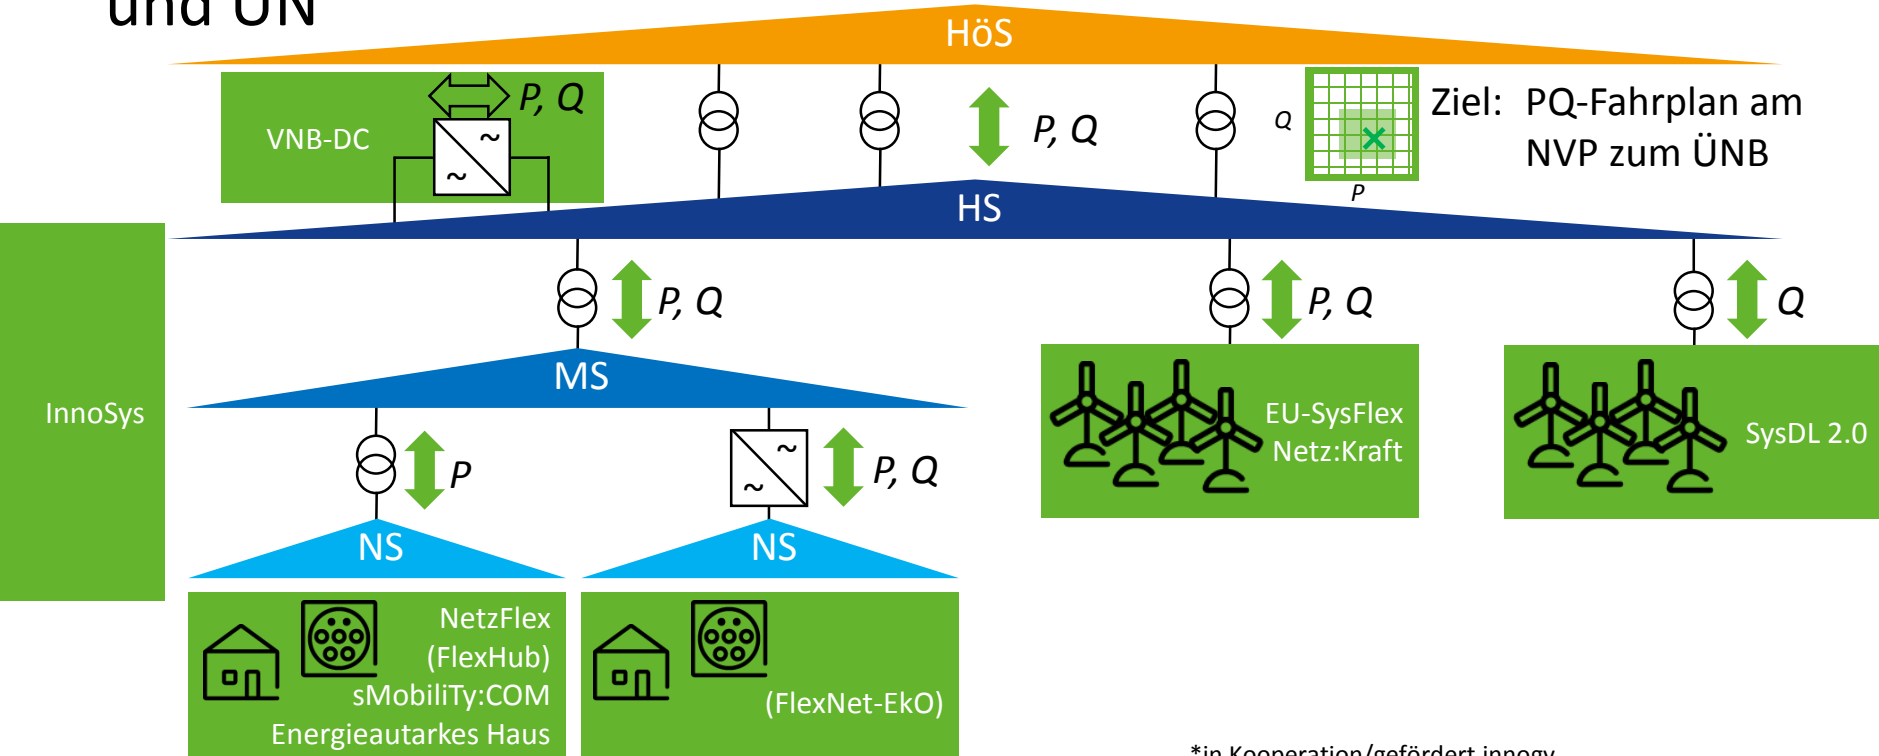 und ÜN
HöS
VNB-DC
P, Q
~
~
P, Q
Q
P
Ziel: PQ-Fahrplan am
NVP zum ÜNB
HS
P, Q
P, Q
Q
InnoSys
MS
EU-SysFlex
Netz:Kraft
SysDL 2.0
P
~
~
P, Q
NS
NS
NetzFlex
(FlexHub)
sMobiliTy:COM
Energieautarkes Haus
(FlexNet-EkO)
*in Kooperation/gefördert innogy